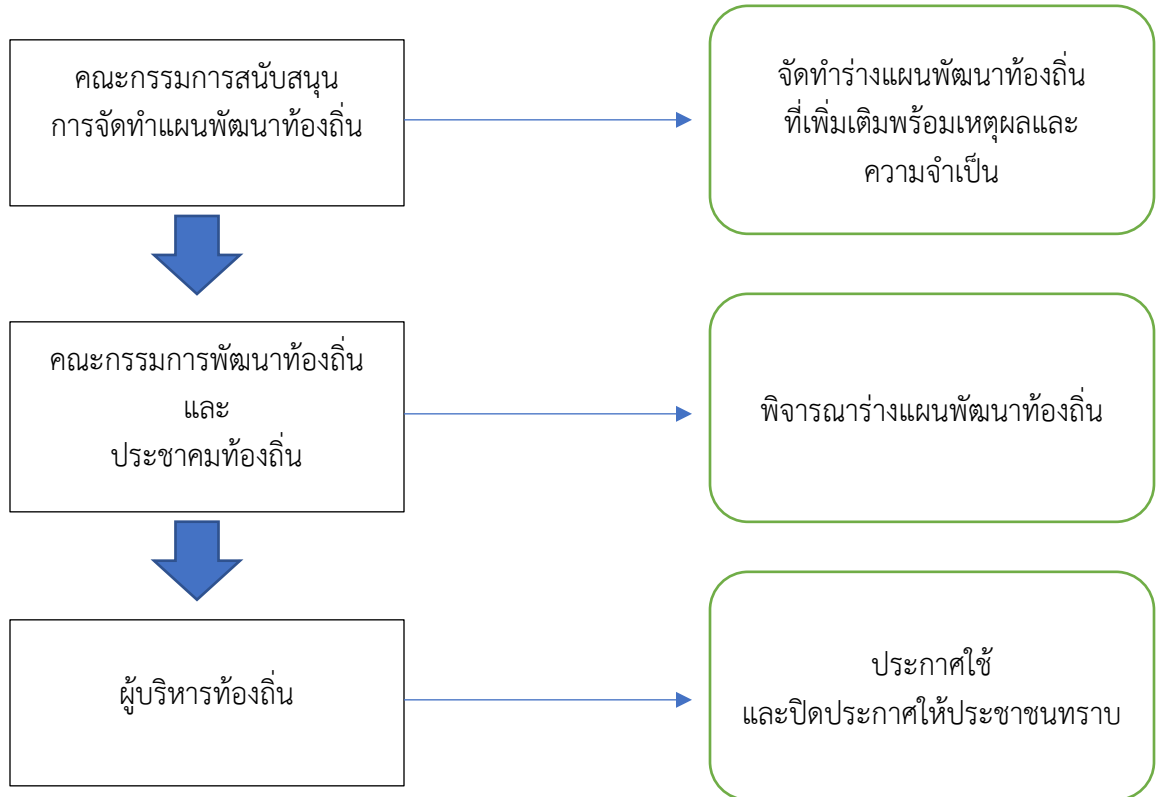 คณะกรรมการสนับสนุน
การจัดทำแผนพัฒนาท้องถิ่น
จัดทำร่างแผนพัฒนาท้องถิ่น
ที่เพิ่มเติมพร้อมเหตุผลและ
ความจำเป็น
คณะกรรมการพัฒนาท้องถิ่น
และ
ประชาคมท้องถิ่น
พิจารณาร่างแผนพัฒนาท้องถิ่น
ผู้บริหารท้องถิ่น
ประกาศใช้
และปิดประกาศให้ประชาชนทราบ